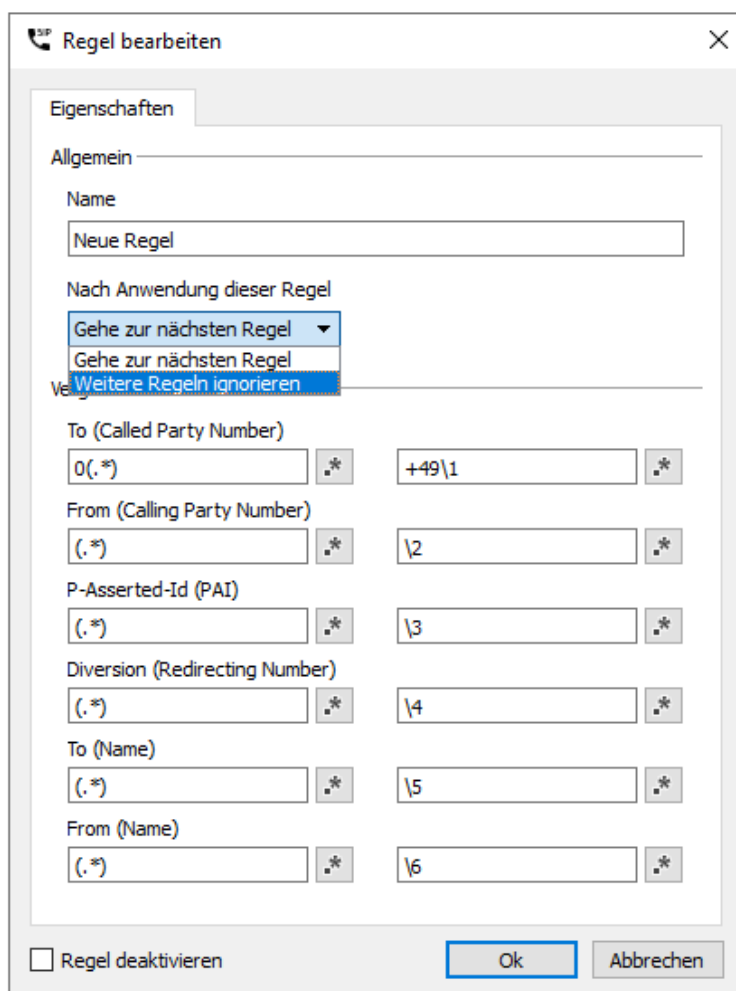 SIP
Regel bearbeiten
Eigenschaften
Allgemein
Name
Neue Regel
Nach Anwendung dieser Regel
Gehe zur nächsten Regel
Gehe zur nächsten Regel
Weitere Regeln ignorieren
To (Called Party Number)
0(.*) .* +49\1 .*
From (Calling Party Number)
(.*) .* \2 .*
P-Asserted-Id (PAI)
(.*) .* \3 .*
Diversion (Redirecting Number)
(.*) .* \4 .*
To (Name)
(.*) .* \5 .*
From (Name)
(.*) .* \6 .*
Regel deaktivieren Ok Abbrechen